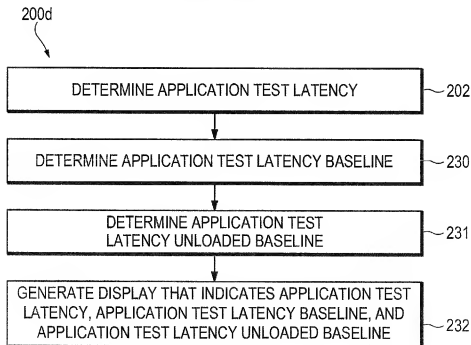 200d
DETERMINE APPLICATION TEST LATENCY
202
DETERMINE APPLICATION TEST LATENCY BASELINE
230
DETERMINE APPLICATION TEST
LATENCY UNLOADED BASELINE
231
GENERATE DISPLAY THAT INDICATES APPLICATION TEST
LATENCY, APPLICATION TEST LATENCY BASELINE, AND
APPLICATION TEST LATENCY UNLOADED BASELINE
232